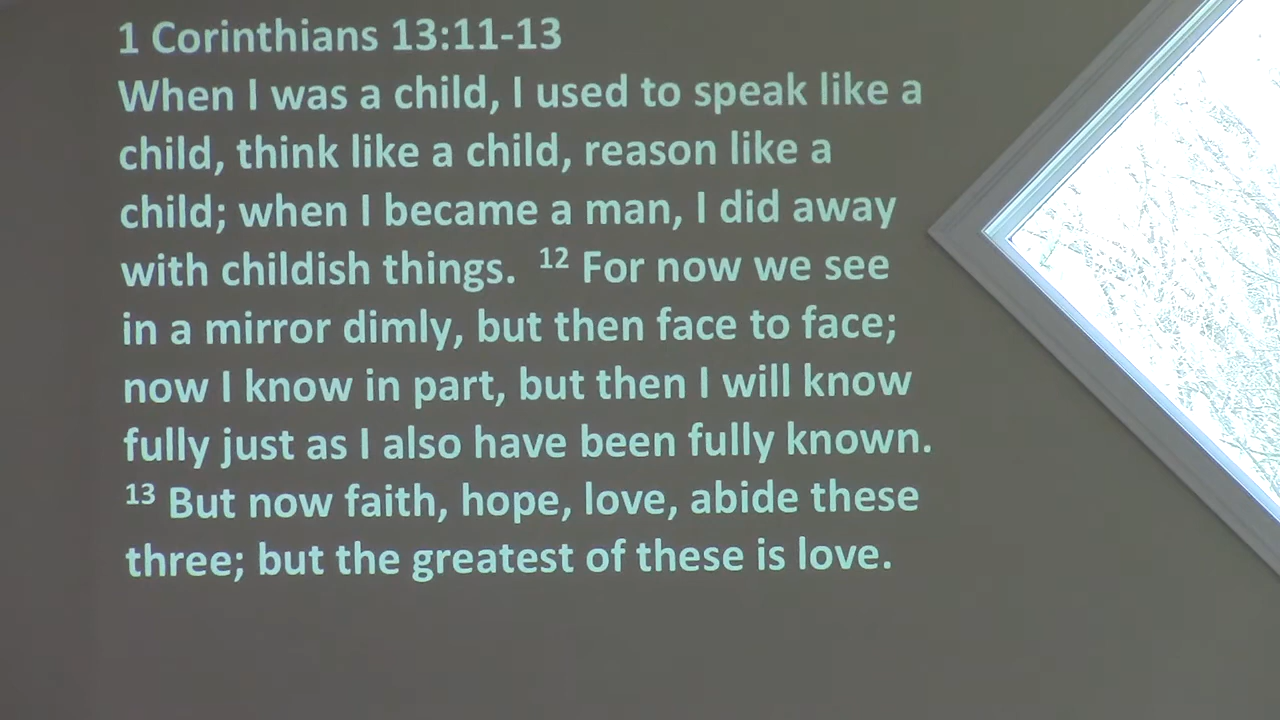 1 Corinthians 13:11-13
When I was a child, I used to speak like a
child, think like a child, reason like a
child; when I became a man, I did away
with childish things. 12 For now we see
in a mirror dimly, but then face to face;
now I know in part, but then I will know
fully just as I also have been fully known.
13 But now faith, hope, love, abide these
three; but the greatest of these is love.